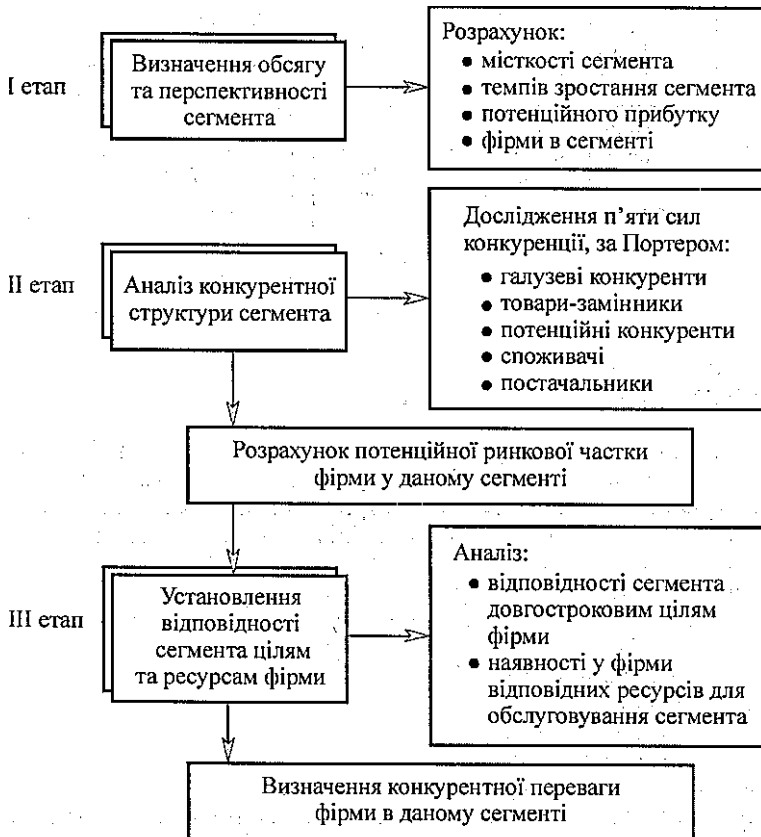 I етап
Визначення обсягу
та перспективності
сегмента
Розрахунок:
• місткості сегмента
• темпів зростання сегмента
• потенційного прибутку
• фірми в сегменті
II етап
Аналіз конкурентної
структури сегмента
Дослідження п’яти сил
конкуренції, за Портером:
• галузеві конкуренти
• товари-замінники
• потенційні конкуренти
• споживачі
• постачальники
Розрахунок потенційної ринкової частки
фірми у даному сегменті
III етап
Установлення
відповідності
сегмента цілям
та ресурсам фірми
Аналіз:
• відповідності сегмента
довгостроковим цілям
фірми
• наявності у фірми
відповідних ресурсів для
обслуговування сегмента
Визначення конкурентної переваги
фірми в даному сегменті